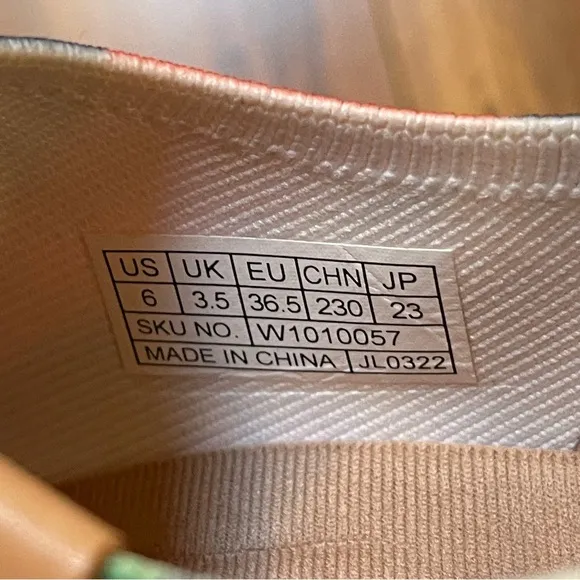 US UK EU CHN JP
6 3.5 36.5 230 23
SKU NO. W1010057
MADE IN CHINA JL0322